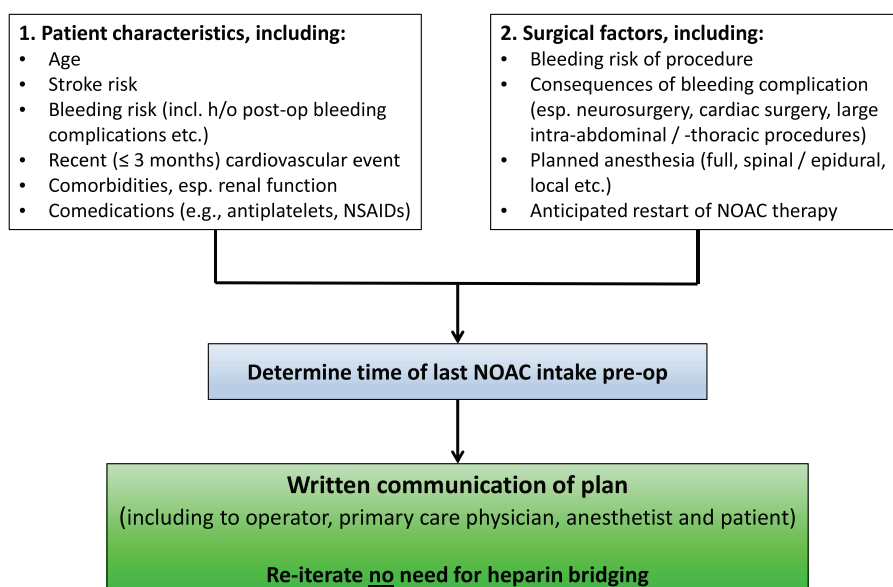 1. Patient characteristics, including:
• Age
• Stroke risk
• Bleeding risk (incl. h/o post-op bleeding
complications etc.)
• Recent (≤ 3 months) cardiovascular event
• Comorbidities, esp. renal function
• Comedications (e.g., antiplatelets, NSAIDs)
2. Surgical factors, including:
• Bleeding risk of procedure
• Consequences of bleeding complication
(esp. neurosurgery, cardiac surgery, large
intra-abdominal / -thoracic procedures)
• Planned anesthesia (full, spinal / epidural,
local etc.)
• Anticipated restart of NOAC therapy
Determine time of last NOAC intake pre-op
Written communication of plan
(including to operator, primary care physician, anesthetist and patient)
Re-iterate no need for heparin bridging